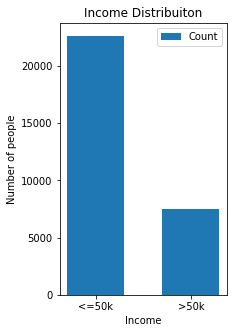 Income Distribuiton
Count
Number of people
20000
15000
10000
5000
0
<=50k >50k
Income